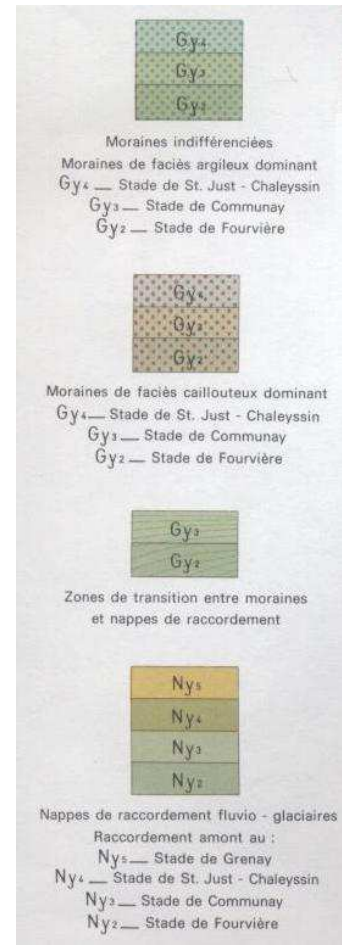 Gy4
Gy3
Gy2
Moraines indifférenciées
Moraines de faciès argileux dominant
Gy4 — Stade de St. Just - Chaleyssin
Gy3 — Stade de Communay
Gy2 — Stade de Fourvière
Gy4
Gy3
Gy2
Moraines de faciès caillouteux dominant
Gy4 — Stade de St. Just - Chaleyssin
Gy3 — Stade de Communay
Gy2 — Stade de Fourvière
Gy3
Gy2
Zones de transition entre moraines
et nappes de raccordement
Ny5
Ny4
Ny3
Ny2
Nappes de raccordement fluvio - glaciaires
Raccordement amont au :
Ny5 — Stade de Grenay
Ny4 — Stade de St. Just - Chaleyssin
Ny3 — Stade de Communay
Ny2 — Stade de Fourvière